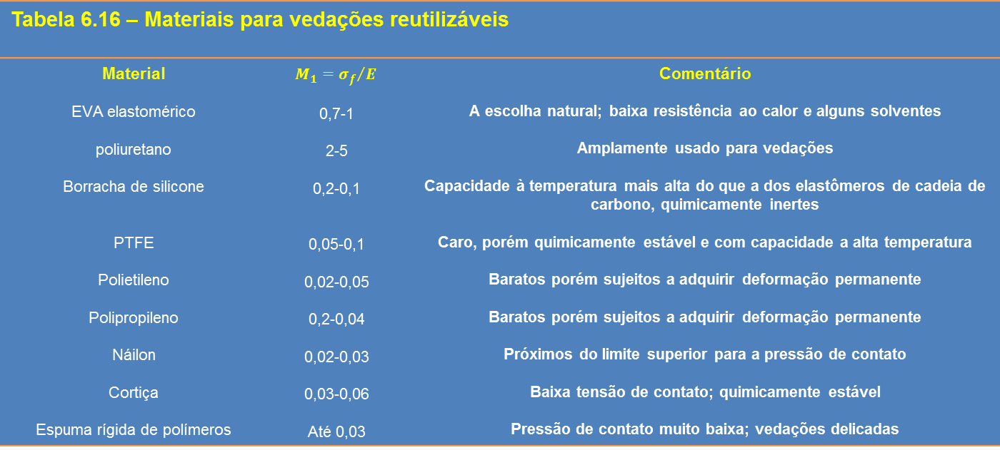 Tabela 6.16 – Materiais para vedações reutilizáveis
Material M₁ = σf/E Comentário
EVA elastomérico 0,7-1 A escolha natural; baixa resistência ao calor e alguns solventes
poliuretano 2-5 Amplamente usado para vedações
Borracha de silicone 0,2-0,1 Capacidade à temperatura mais alta do que a dos elastômeros de cadeia de
carbono, quimicamente inertes
PTFE 0,05-0,1 Caro, porém quimicamente estável e com capacidade a alta temperatura
Polietileno 0,02-0,05 Baratos porém sujeitos a adquirir deformação permanente
Polipropileno 0,2-0,04 Baratos porém sujeitos a adquirir deformação permanente
Náilon 0,02-0,03 Próximos do limite superior para a pressão de contato
Cortiça 0,03-0,06 Baixa tensão de contato; quimicamente estável
Espuma rígida de polímeros Até 0,03 Pressão de contato muito baixa; vedações delicadas